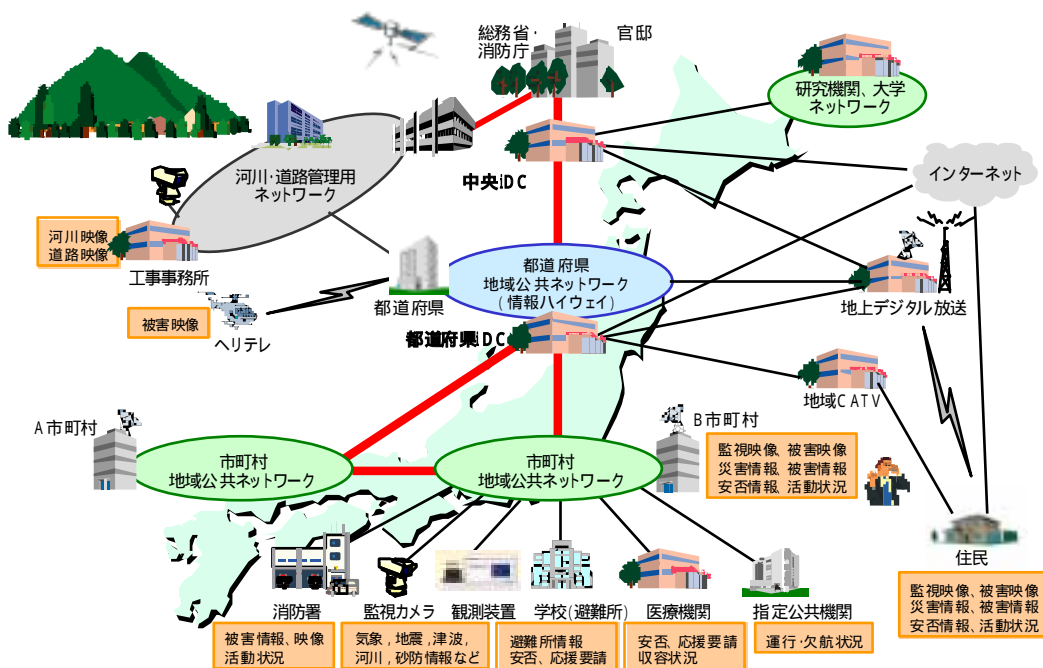 総務省・
消防庁
官邸
研究機関、大学
ネットワーク
河川・道路管理用
ネットワーク
中央iDC
インターネット
河川映像
道路映像
工事事務所
都道府県
都道府県
地域公共ネットワーク
(情報ハイウェイ)
地上デジタル放送
被害映像
ヘリテレ
都道府県iDC
地域CATV
A市町村
B市町村
市町村
地域公共ネットワーク
市町村
地域公共ネットワーク
監視映像、被害映像
災害情報、被害情報
安否情報、活動状況
住民
監視映像、被害映像
災害情報、被害情報
安否情報、活動状況
消防署
監視カメラ
観測装置
学校(避難所)
医療機関
指定公共機関
被害情報、映像
活動状況
気象,地震,津波,
河川,砂防情報など
避難所情報
安否、応援要請
安否、応援要請
収容状況
運行・欠航状況